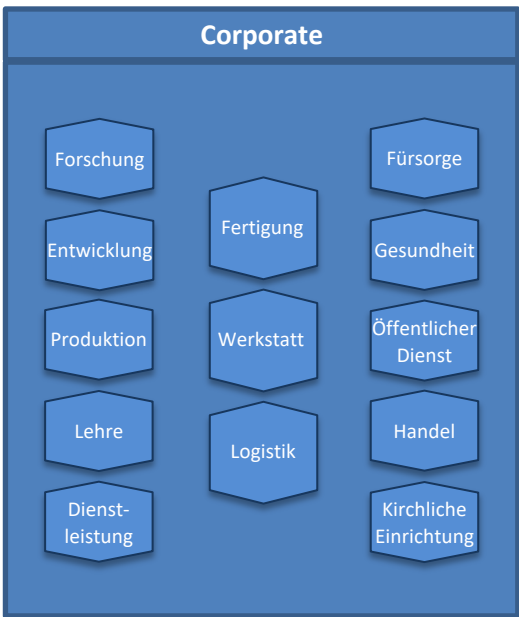 Corporate
Forschung
Entwicklung
Produktion
Lehre
Dienst-
leistung
Fertigung
Werkstatt
Logistik
Fürsorge
Gesundheit
Öffentlicher
Dienst
Handel
Kirchliche
Einrichtung